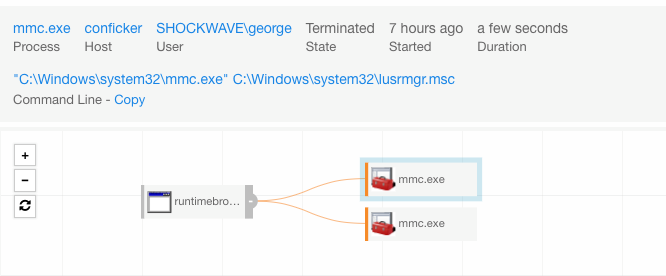 mmc.exe conficker SHOCKWAVE\george Terminated 7 hours ago a few seconds
Process Host User State Started Duration
"C:\Windows\system32\mmc.exe" C:\Windows\system32\lusrmgr.msc
Command Line - Copy
+
−
mmc.exe
runtimebro...
mmc.exe